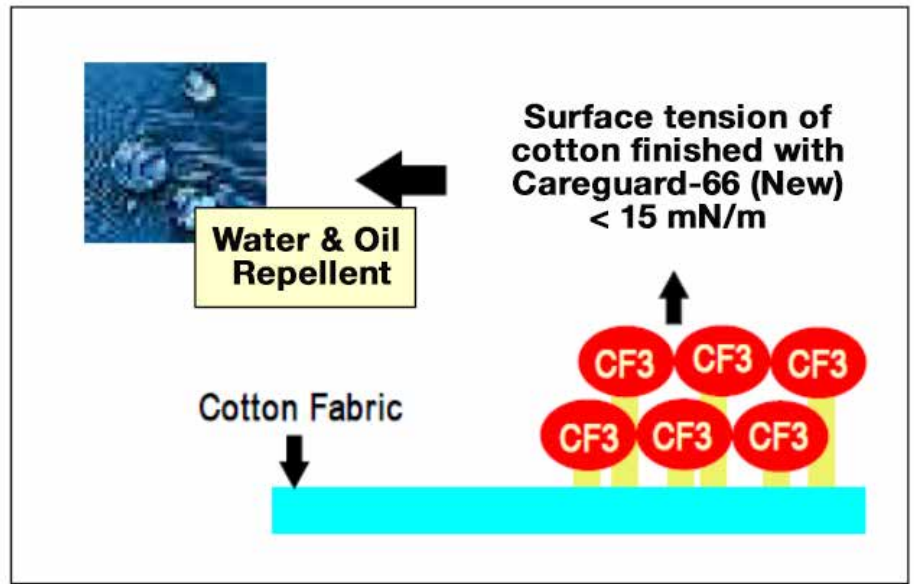 Surface tension of
cotton finished with
Careguard-66 (New)
< 15 mN/m
Water & Oil
Repellent
CF3 CF3 CF3
Cotton Fabric
CF3 CF3 CF3